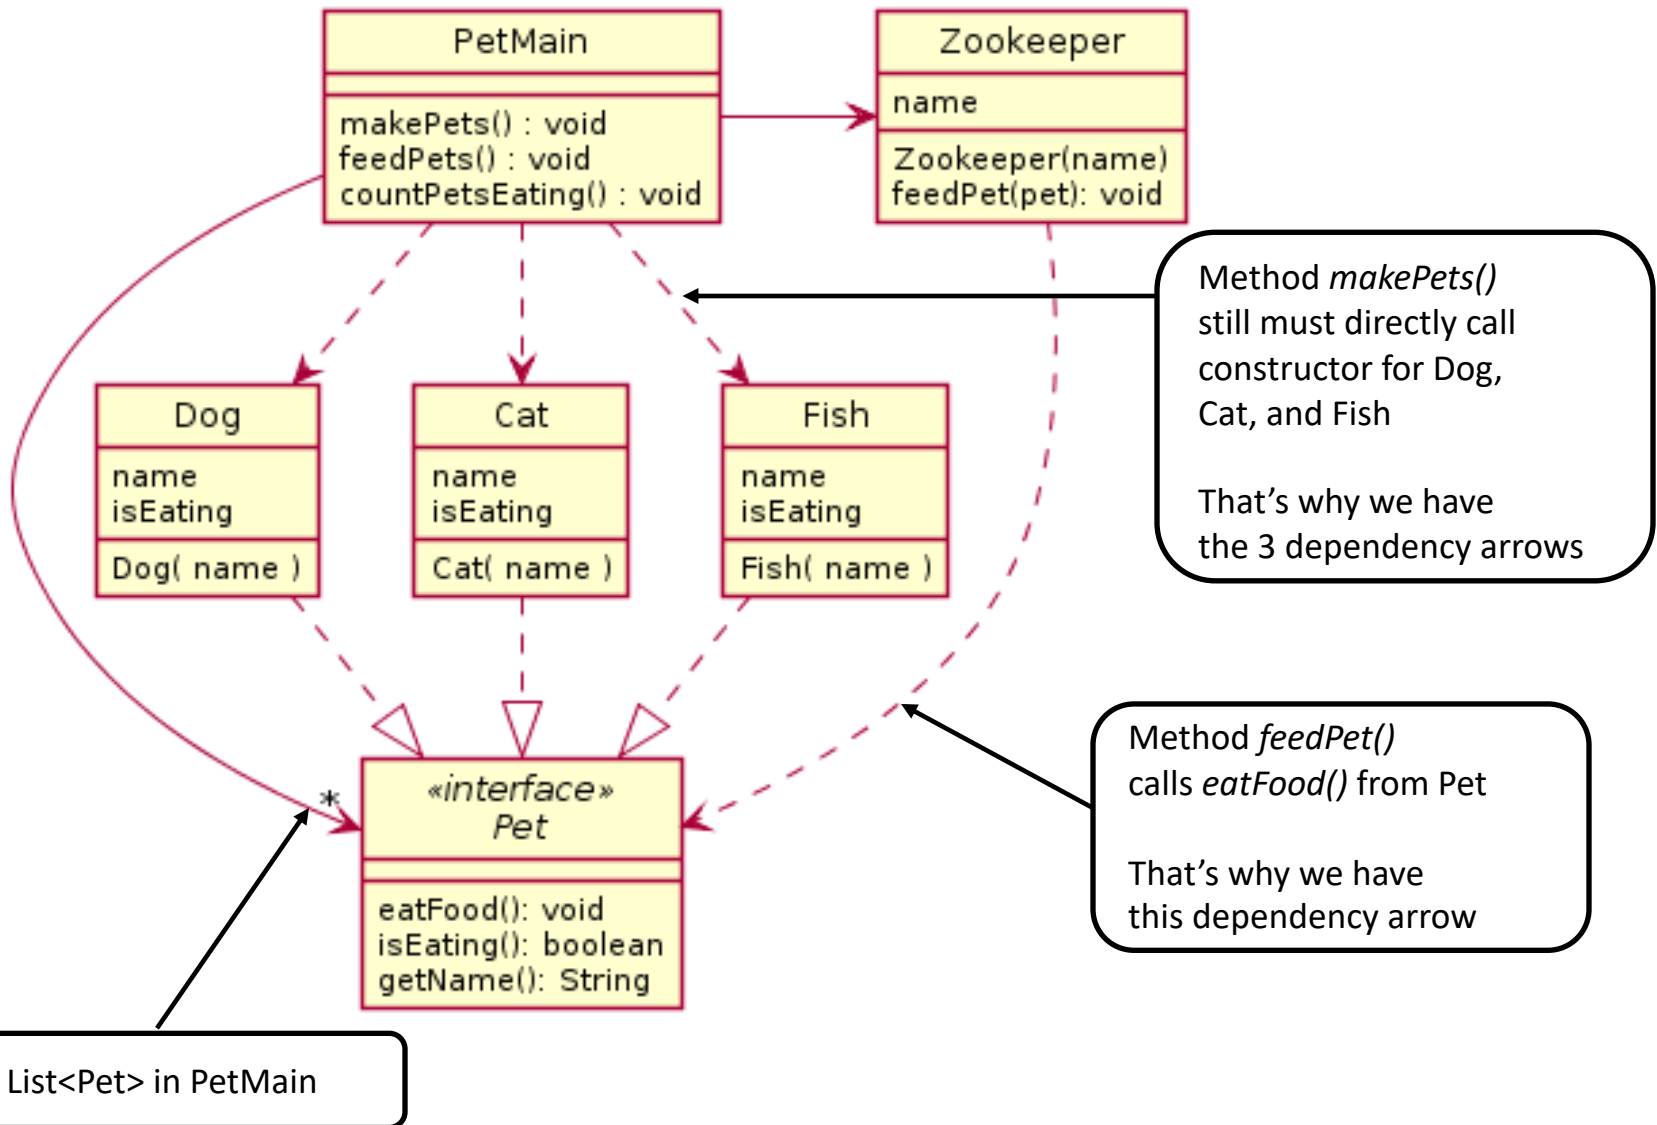 PetMain
makePets() : void
feedPets() : void
countPetsEating() : void
Zookeeper
name
Zookeeper(name)
feedPet(pet): void
Method makePets()
still must directly call
constructor for Dog,
Cat, and Fish
That’s why we have
the 3 dependency arrows
Dog
name
isEating
Dog( name )
Cat
name
isEating
Cat( name )
Fish
name
isEating
Fish( name )
Method feedPet()
calls eatFood() from Pet
That’s why we have
this dependency arrow
*
«interface»
Pet
eatFood(): void
isEating(): boolean
getName(): String
List<Pet> in PetMain